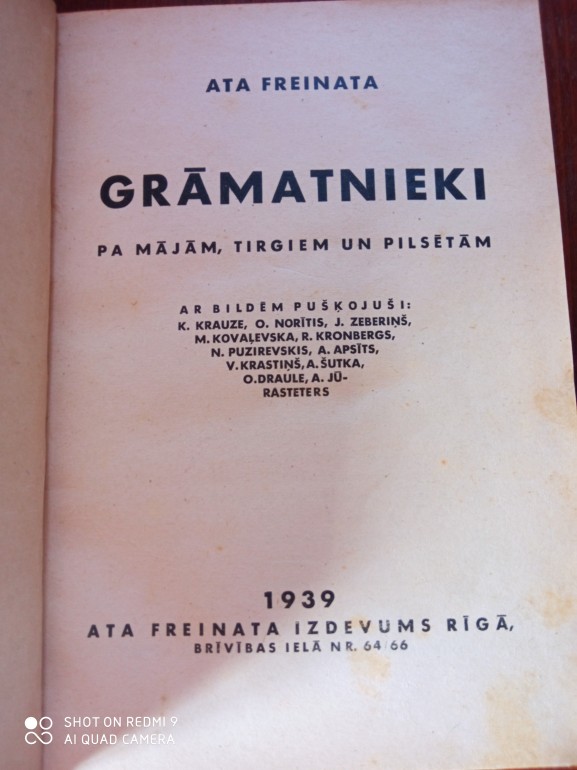 ATA FREINATA
GRĀMATNIEKI
PA MĀJĀM, TIRGIEM UN PILSĒTĀM
AR BILDĒM PUŠĶOJUŠI:
K. KRAUZE, O. NORĪTIS, J. ZEBERIŅŠ,
M. KOVAĻEVSKA, R. KRONBERGS,
N. PUZIREVSKIS, A. APSĪTS,
V. KRASTIŅŠ, A. ŠUTKA,
O. DRAULE, A. JŪ-
RASTETERS
1939
ATA FREINATA IZDEVUMS RĪGĀ,
BRĪVĪBAS IELĀ NR. 64/66
SHOT ON REDMI 9
AI QUAD CAMERA